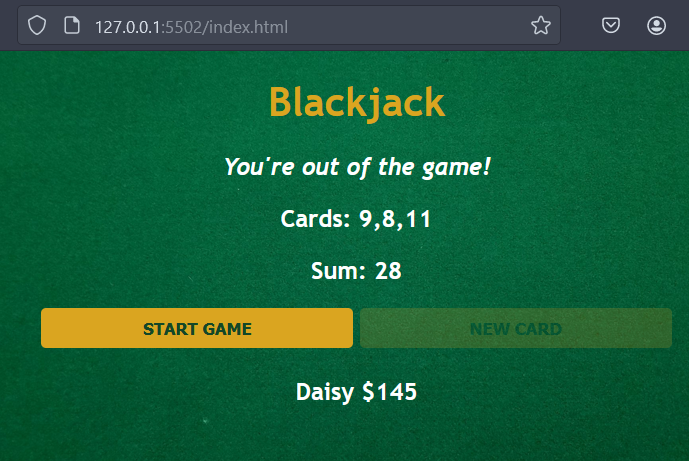 127.0.0.1:5502/index.html
Blackjack
You're out of the game!
Cards: 9,8,11
Sum: 28
START GAME NEW CARD
Daisy $145